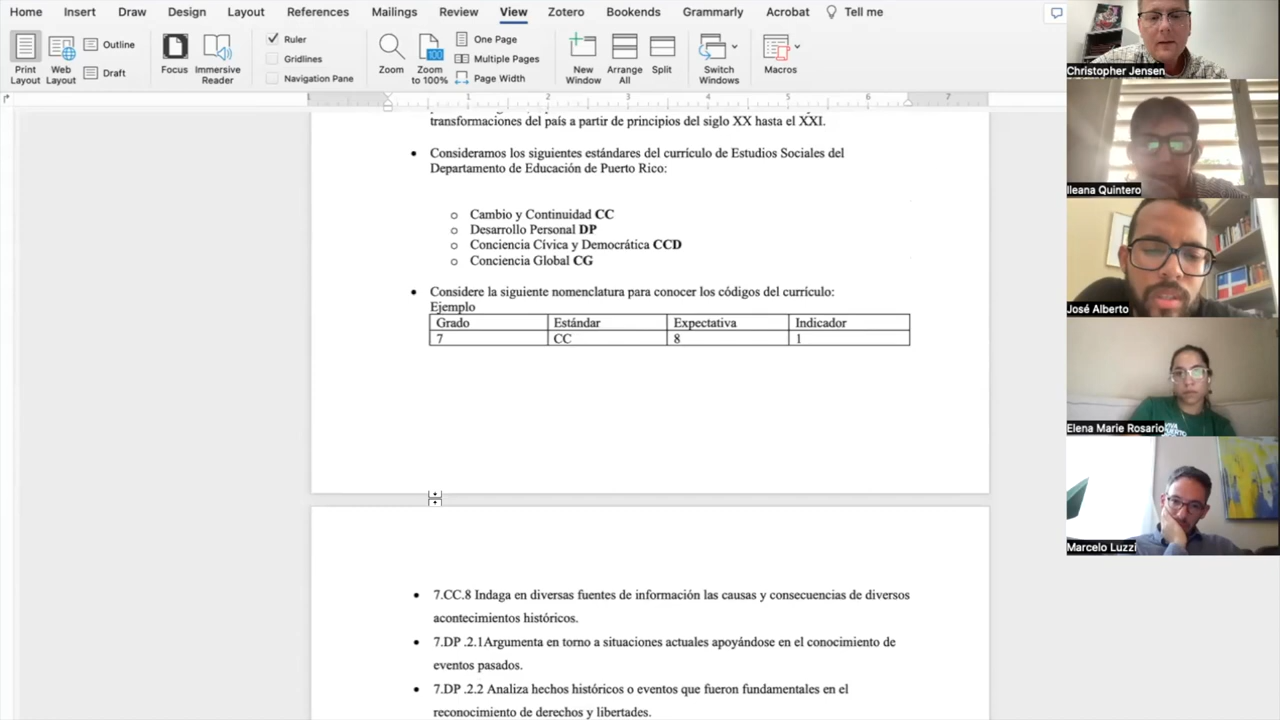 Home Insert Draw Design Layout References Mailings Review View Zotero Bookends Grammarly Acrobat Tell me
Print Layout
Web Layout
Outline
Draft
Focus
Immersive Reader
Ruler
Gridlines
Navigation Pane
Zoom
Zoom to 100%
One Page
Multiple Pages
Page Width
New Window
Arrange All
Split
Switch Windows
Macros
1 1 2 3 4 5 6 7
transformaciones del país a partir de principios del siglo XX hasta el XXI.
• Consideramos los siguientes estándares del currículo de Estudios Sociales del
Departamento de Educación de Puerto Rico:
o Cambio y Continuidad CC
o Desarrollo Personal DP
o Conciencia Cívica y Democrática CCD
o Conciencia Global CG
• Considere la siguiente nomenclatura para conocer los códigos del currículo:
Ejemplo
Grado Estándar Expectativa Indicador
7 CC 8 1
• 7.CC.8 Indaga en diversas fuentes de información las causas y consecuencias de diversos
acontecimientos históricos.
• 7.DP .2.1Argumenta en torno a situaciones actuales apoyándose en el conocimiento de
eventos pasados.
• 7.DP .2.2 Analiza hechos históricos o eventos que fueron fundamentales en el
reconocimiento de derechos y libertades.
Christopher Jensen
Ileana Quintero
José Alberto
Elena Marie Rosario
Marcelo Luzzi